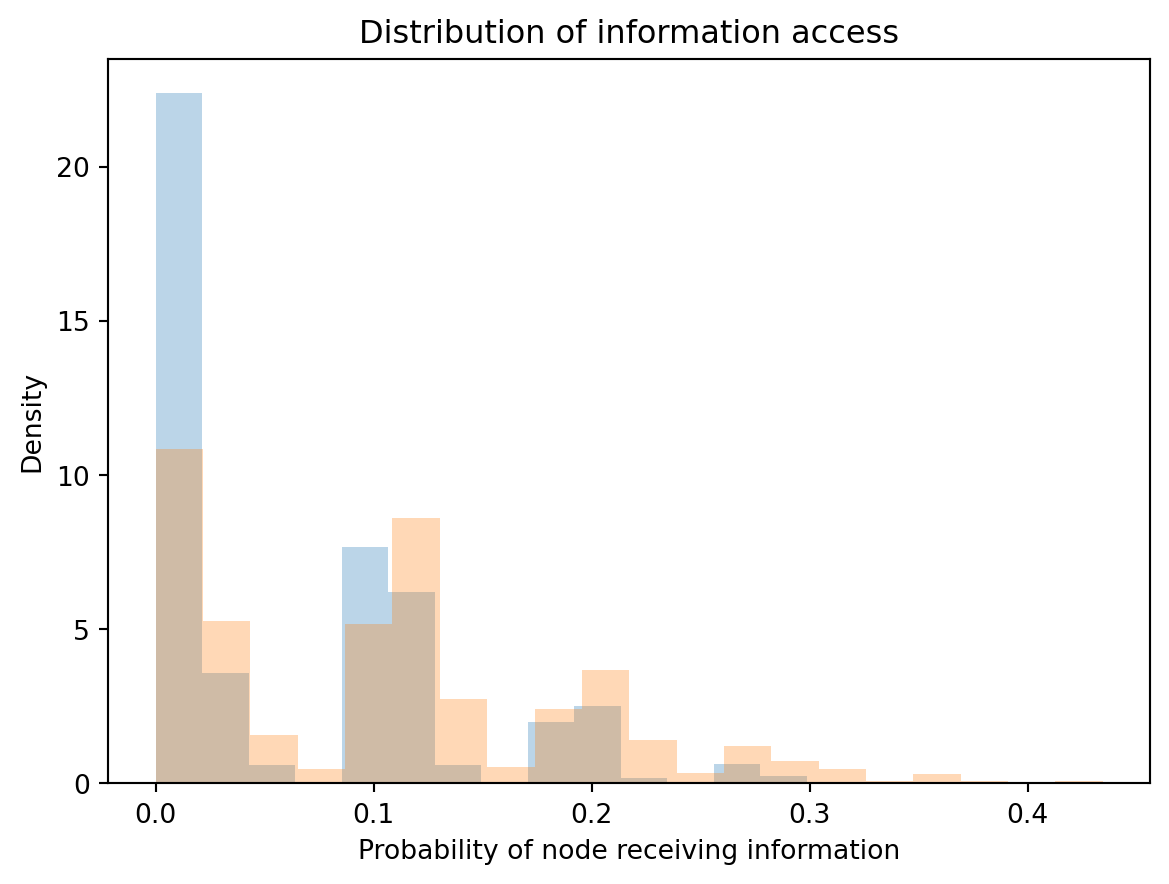 Distribution of information access
Density
20
15
10
5
0
0.0 0.1 0.2 0.3 0.4
Probability of node receiving information